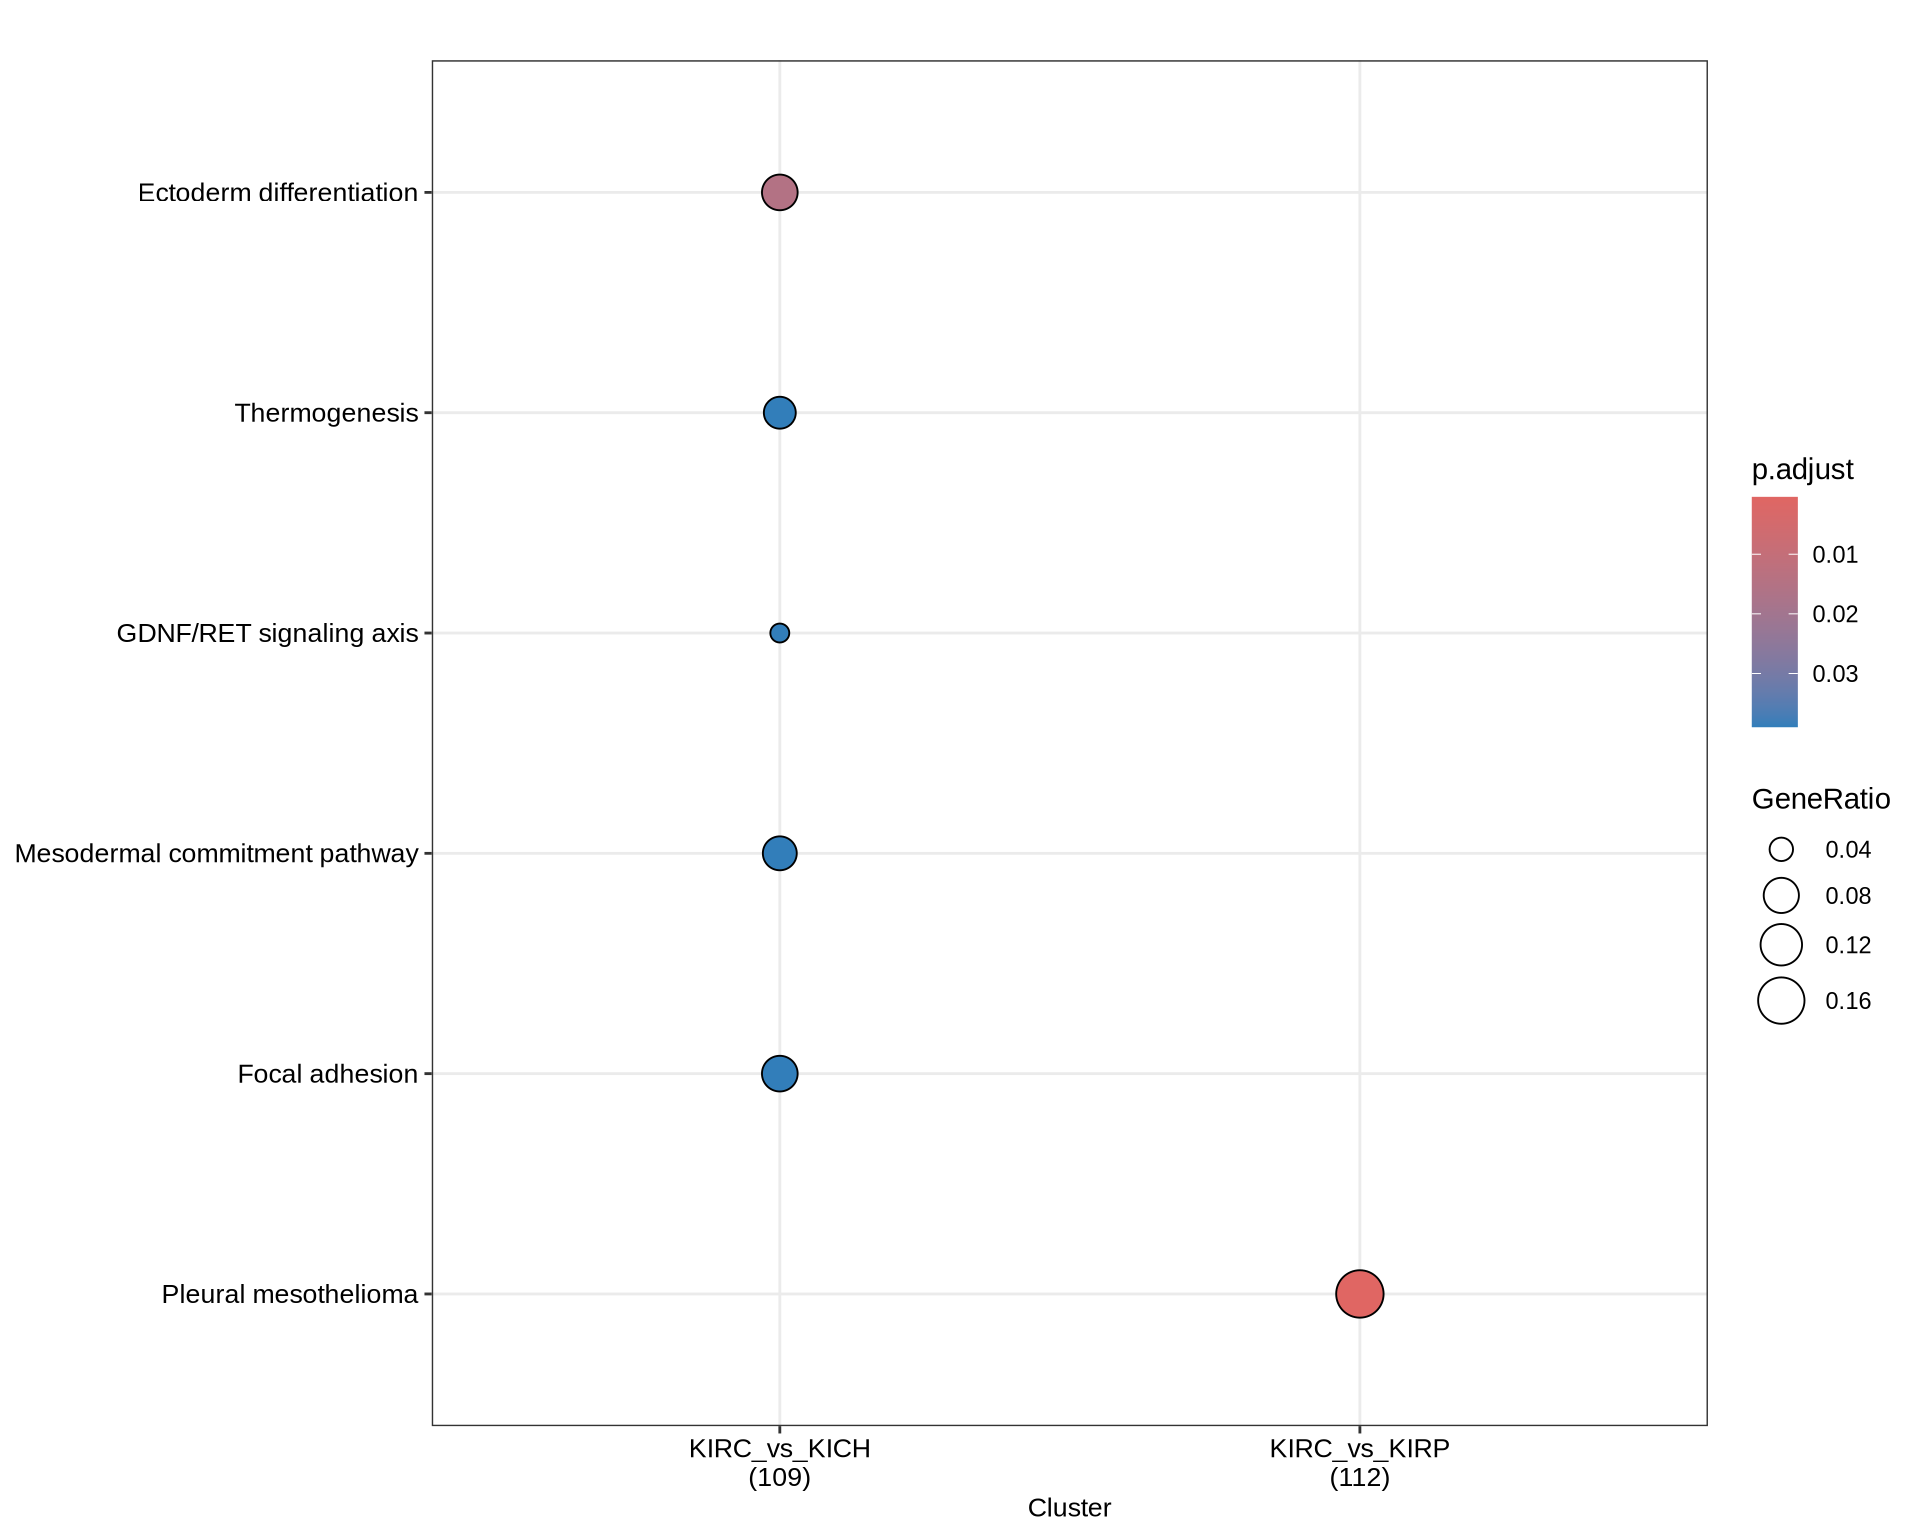 Ectoderm differentiation
Thermogenesis
GDNF/RET signaling axis
Mesodermal commitment pathway
Focal adhesion
Pleural mesothelioma
KIRC_vs_KICH
(109)
KIRC_vs_KIRP
(112)
Cluster
p.adjust
0.01
0.02
0.03
GeneRatio
0.04
0.08
0.12
0.16